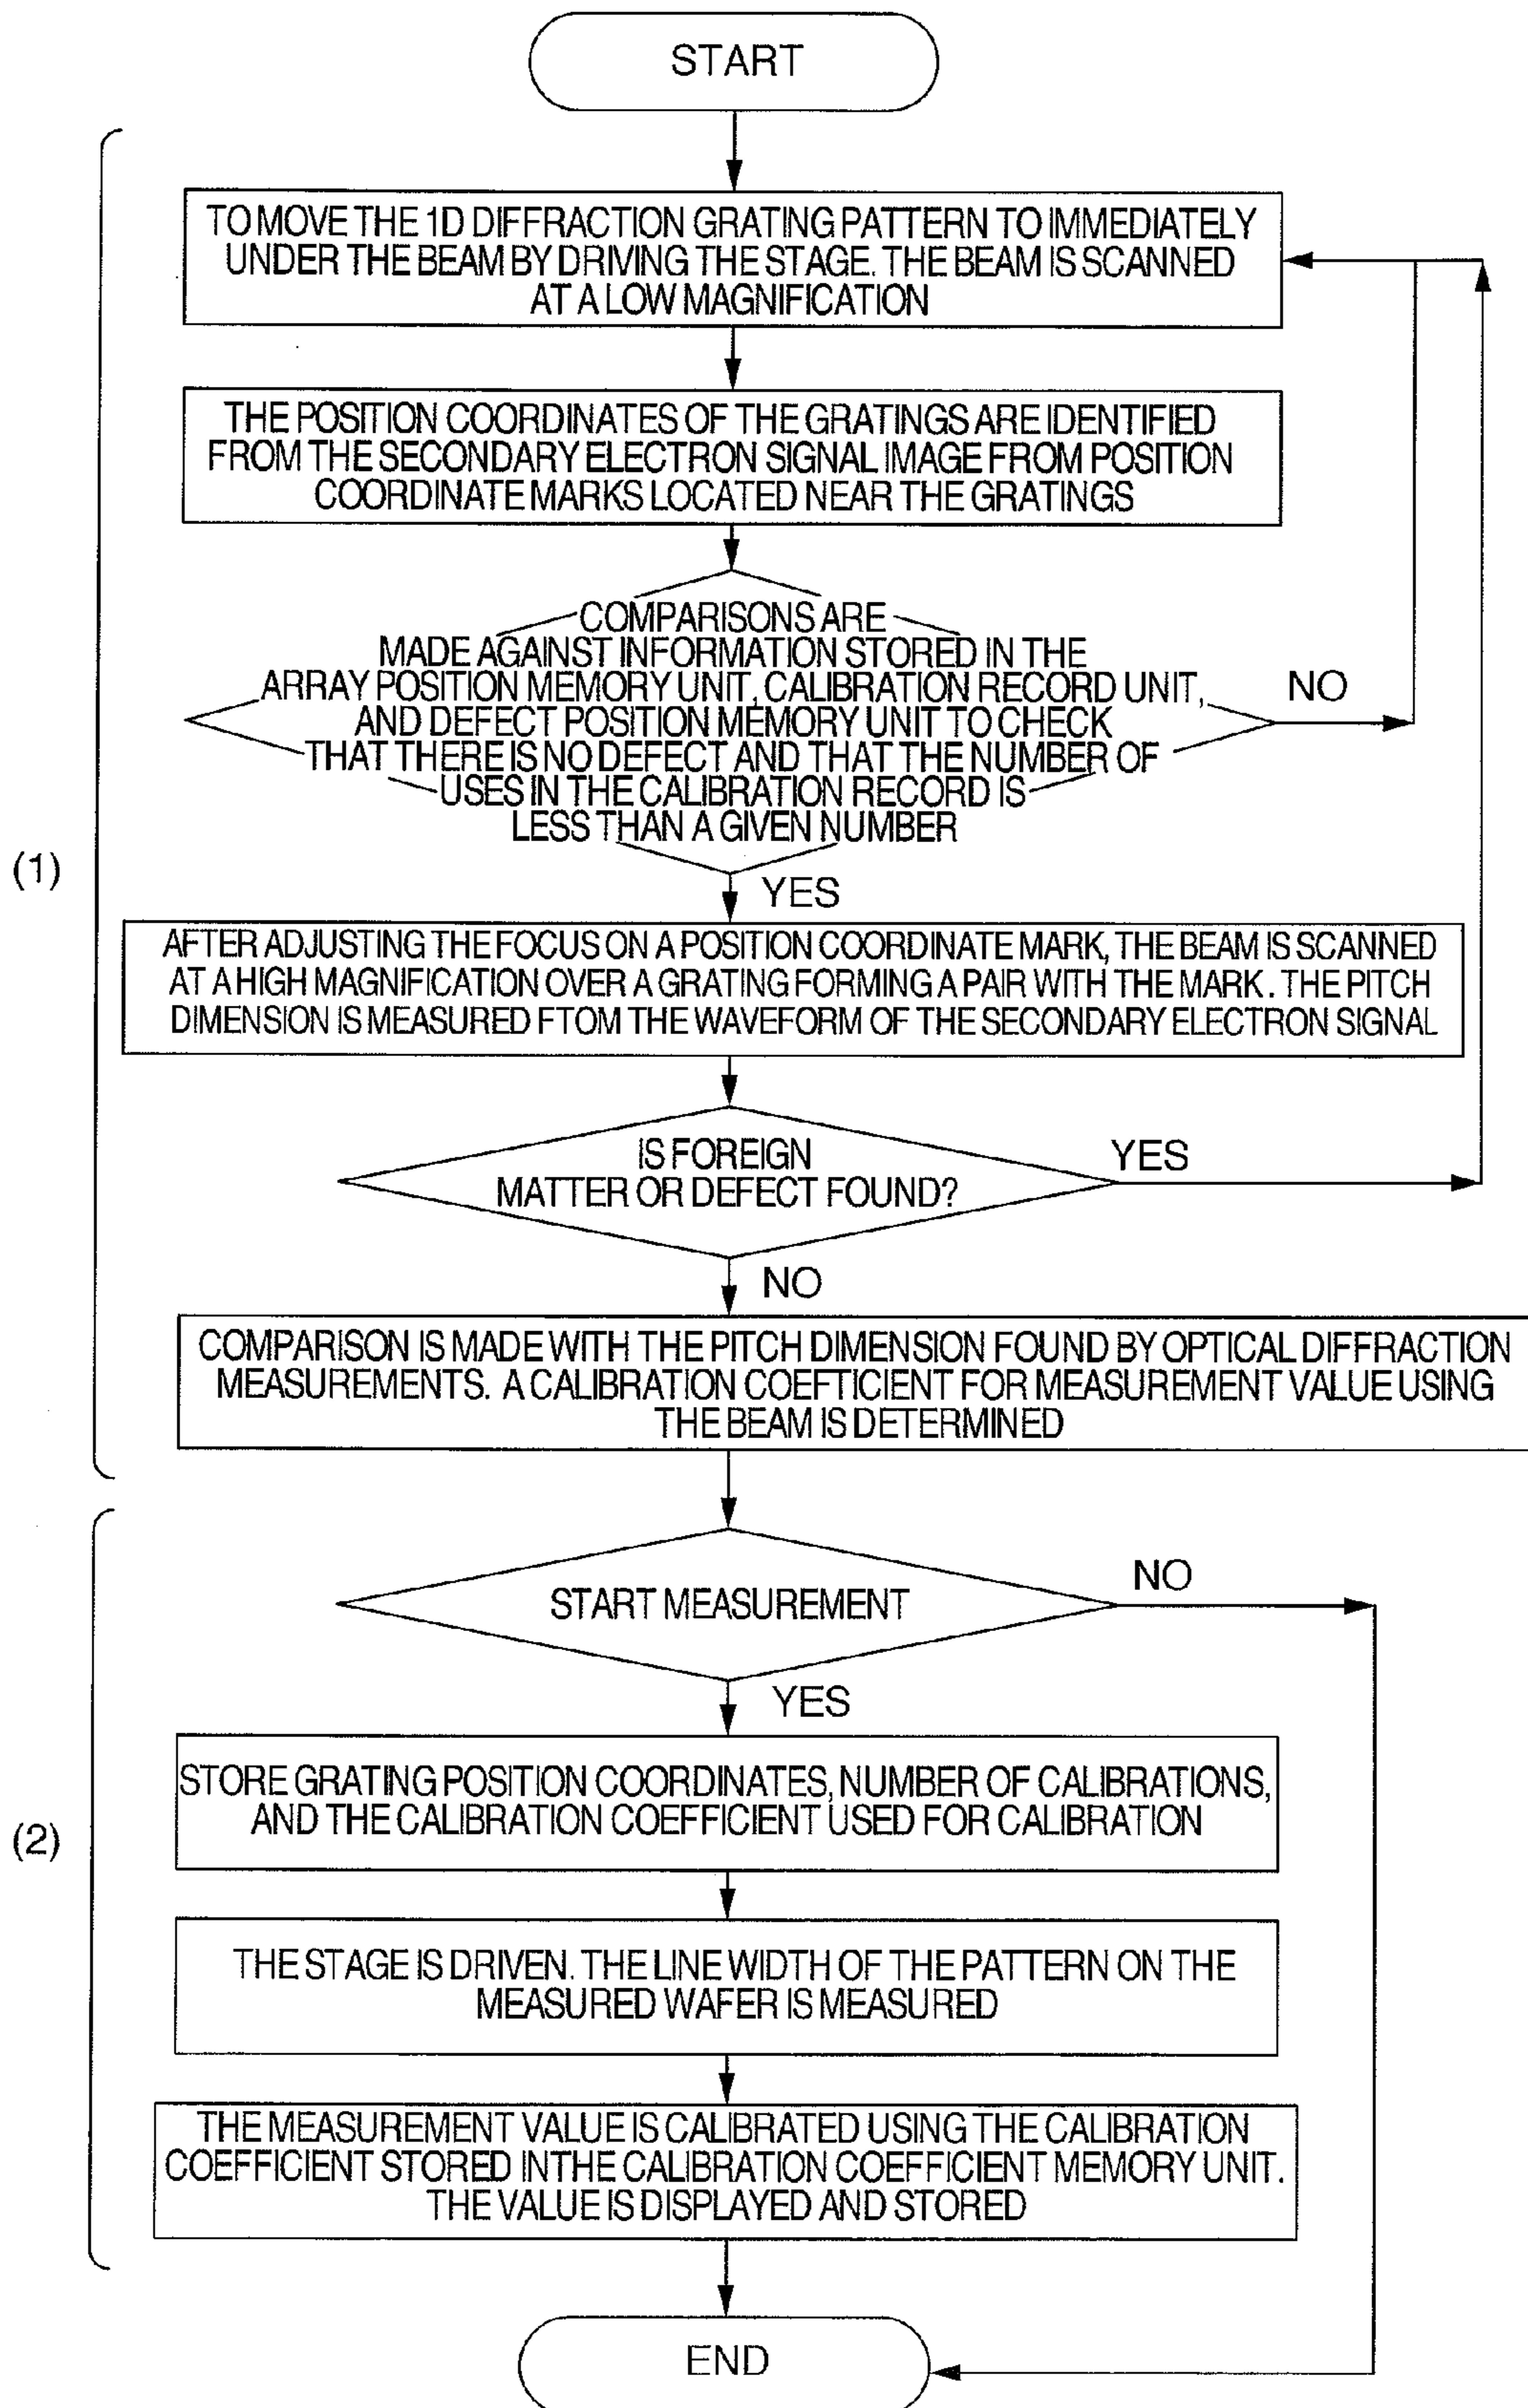 START
TO MOVE THE 1D DIFFRACTION GRATING PATTERN TO IMMEDIATELY
UNDER THE BEAM BY DRIVING THE STAGE. THE BEAM IS SCANNED
AT A LOW MAGNIFICATION
THE POSITION COORDINATES OF THE GRATINGS ARE IDENTIFIED
FROM THE SECONDARY ELECTRON SIGNAL IMAGE FROM POSITION
COORDINATE MARKS LOCATED NEAR THE GRATINGS
COMPARISONS ARE
MADE AGAINST INFORMATION STORED IN THE
ARRAY POSITION MEMORY UNIT, CALIBRATION RECORD UNIT,
AND DEFECT POSITION MEMORY UNIT TO CHECK
THAT THERE IS NO DEFECT AND THAT THE NUMBER OF
USES IN THE CALIBRATION RECORD IS
LESS THAN A GIVEN NUMBER
NO
(1)
YES
AFTER ADJUSTING THE FOCUS ON A POSITION COORDINATE MARK, THE BEAM IS SCANNED
AT A HIGH MAGNIFICATION OVER A GRATING FORMING A PAIR WITH THE MARK. THE PITCH
DIMENSION IS MEASURED FTOM THE WAVEFORM OF THE SECONDARY ELECTRON SIGNAL
IS FOREIGN
MATTER OR DEFECT FOUND?
YES
NO
COMPARISON IS MADE WITH THE PITCH DIMENSION FOUND BY OPTICAL DIFFRACTION
MEASUREMENTS. A CALIBRATION COEFTICIENT FOR MEASUREMENT VALUE USING
THE BEAM IS DETERMINED
START MEASUREMENT
NO
YES
(2)
STORE GRATING POSITION COORDINATES, NUMBER OF CALIBRATIONS,
AND THE CALIBRATION COEFFICIENT USED FOR CALIBRATION
THE STAGE IS DRIVEN. THE LINE WIDTH OF THE PATTERN ON THE
MEASURED WAFER IS MEASURED
THE MEASUREMENT VALUE IS CALIBRATED USING THE CALIBRATION
COEFFICIENT STORED INTHE CALIBRATION COEFFICIENT MEMORY UNIT.
THE VALUE IS DISPLAYED AND STORED
END